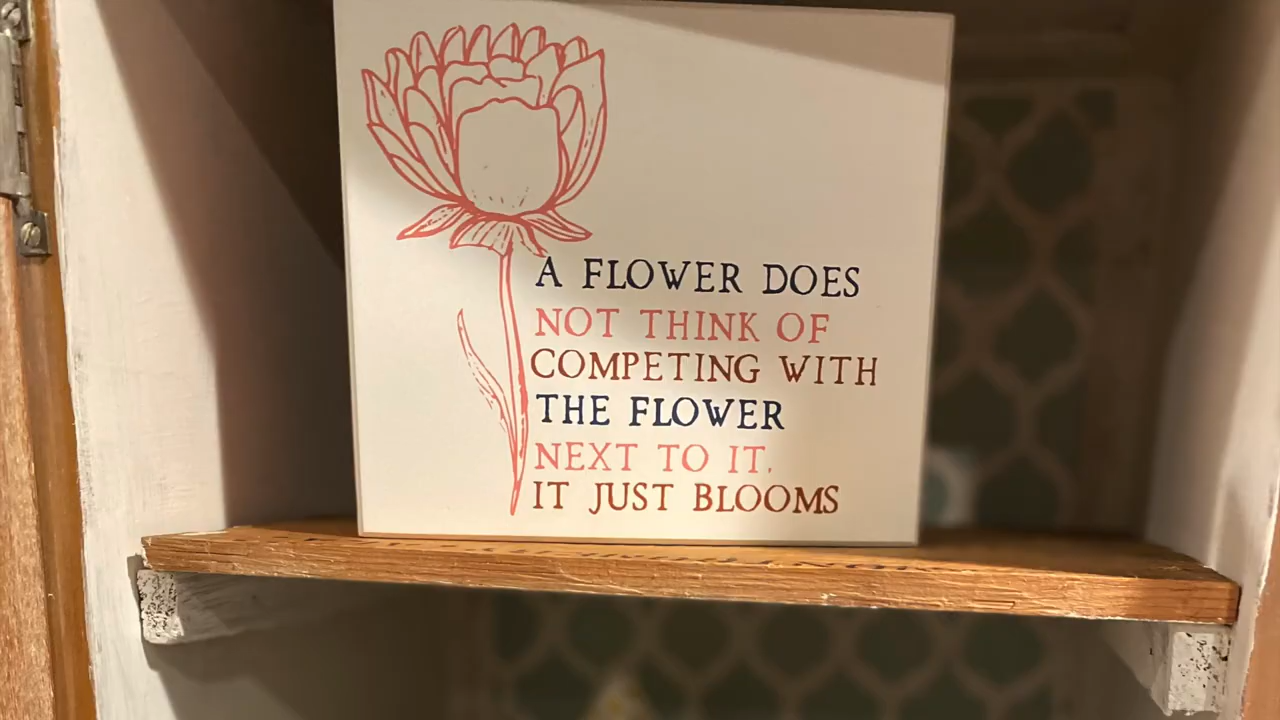 A FLOWER DOES
NOT THINK OF
COMPETING WITH
THE FLOWER
NEXT TO IT.
IT JUST BLOOMS